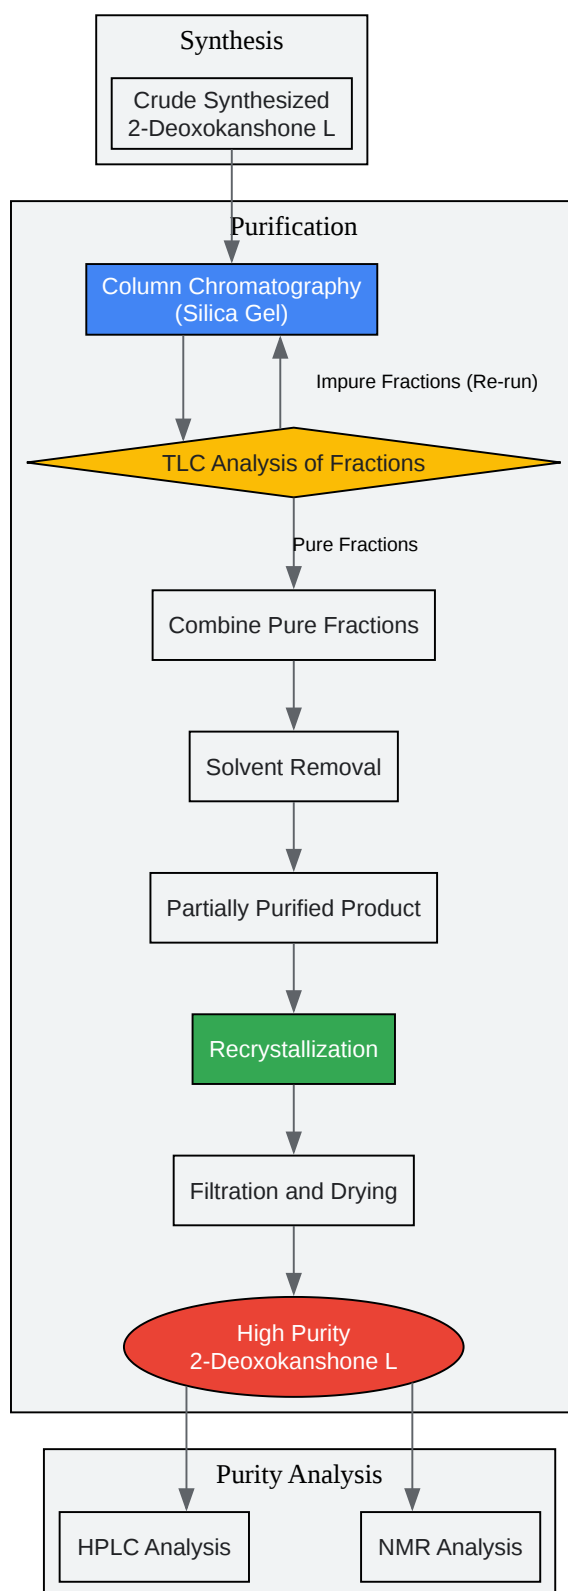 Synthesis
Crude Synthesized
2-Deoxokanshone L
Purification
Column Chromatography
(Silica Gel)
Impure Fractions (Re-run)
TLC Analysis of Fractions
Pure Fractions
Combine Pure Fractions
Solvent Removal
Partially Purified Product
Recrystallization
Filtration and Drying
High Purity
2-Deoxokanshone L
Purity Analysis
HPLC Analysis
NMR Analysis